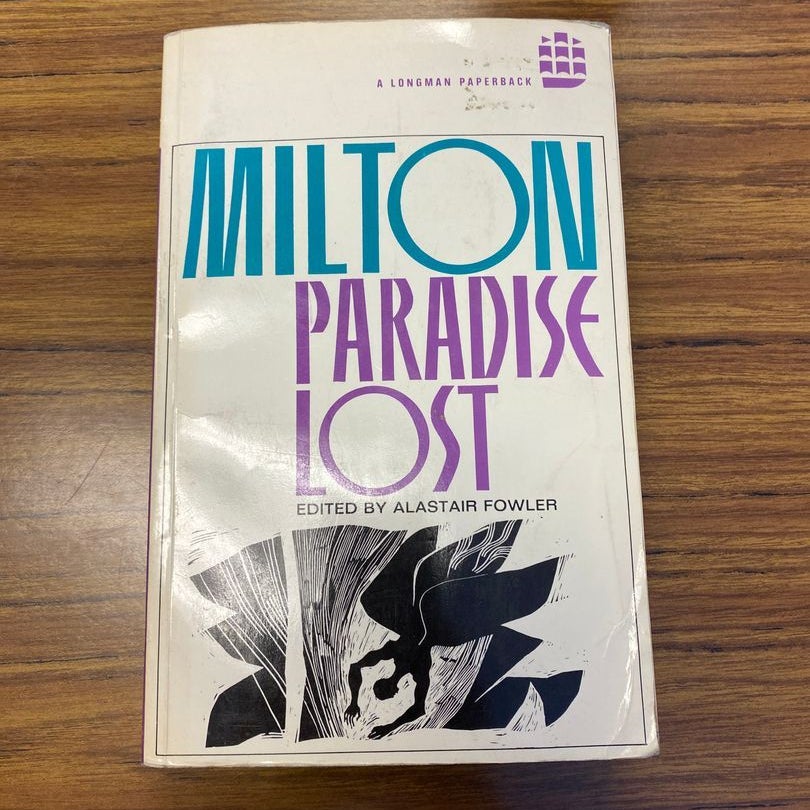 A LONGMAN PAPERBACK
MILTON
PARADISE
LOST
EDITED BY ALASTAIR FOWLER